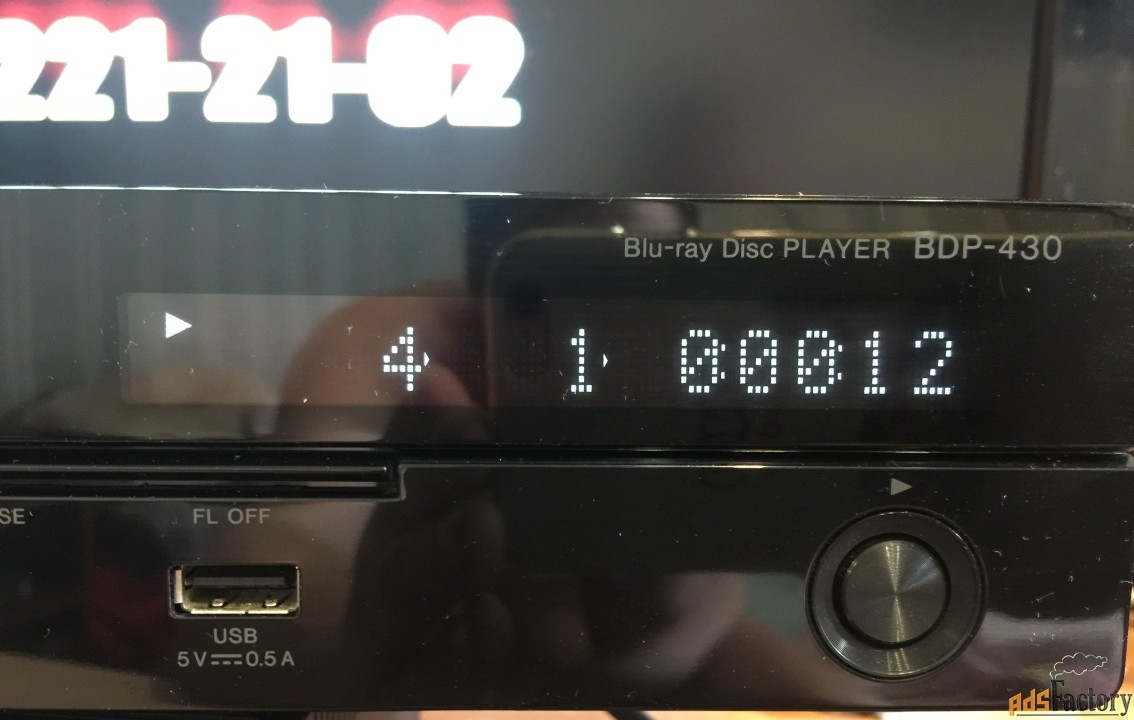 221-21-02
Blu-ray Disc PLAYER BDP-430
4 1 00012
SE
FL OFF
USB
5V 0.5A
adsFactory